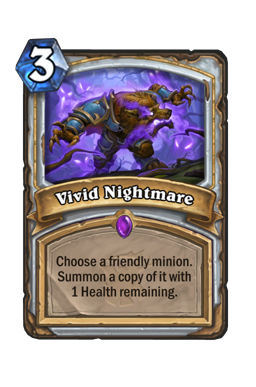 3
Vivid Nightmare
Choose a friendly minion.
Summon a copy of it with
1 Health remaining.